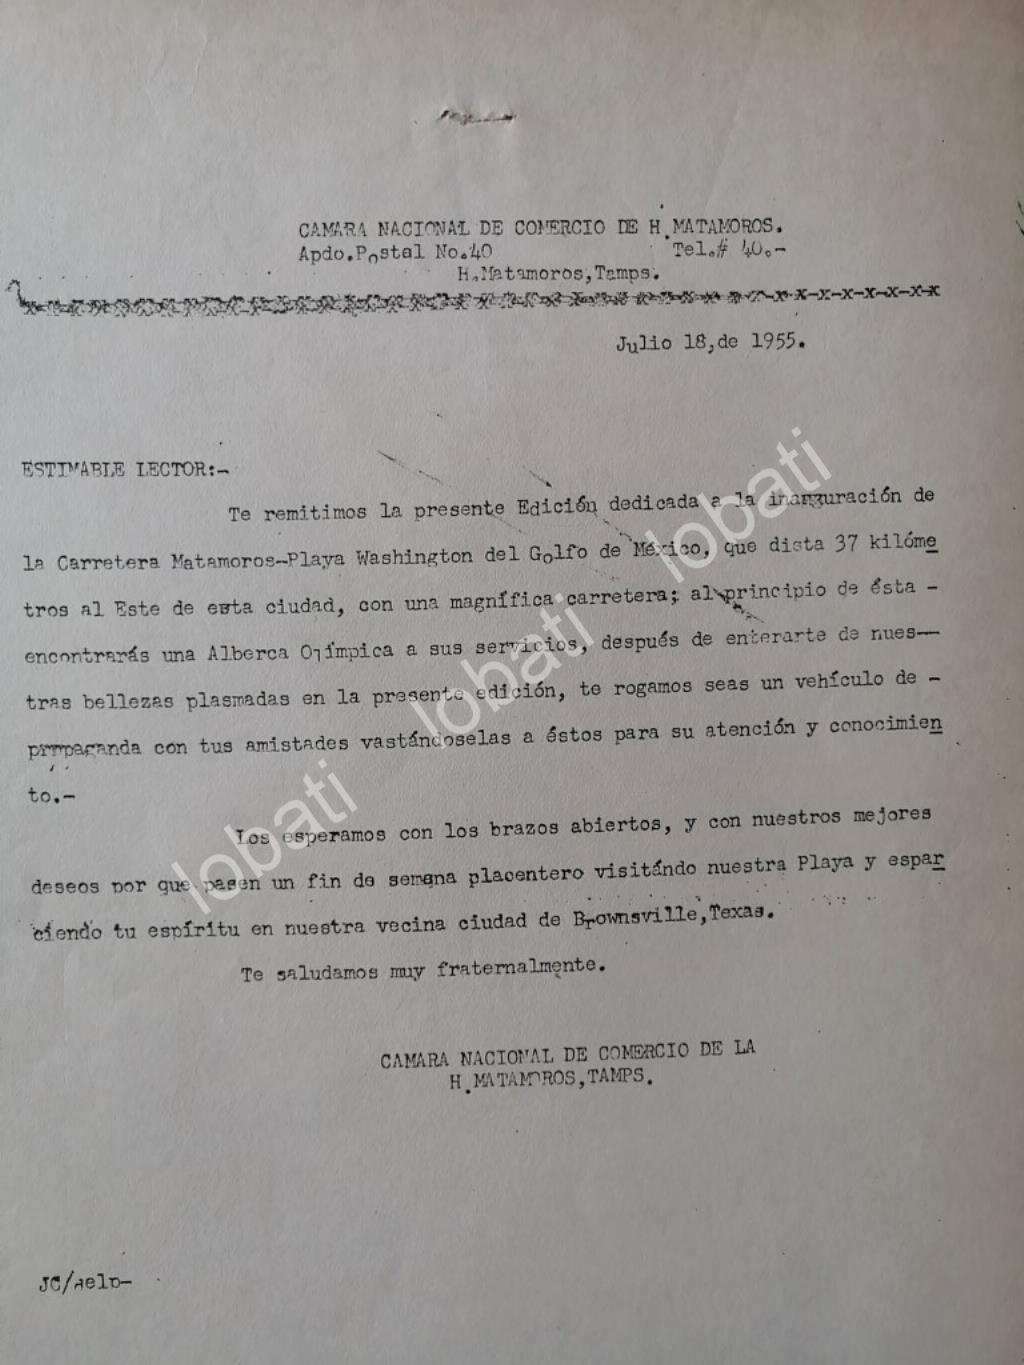 CAMARA NACIONAL DE COMERCIO DE H.MATAMOROS.
Apdo.Postal No.40 Tel.# 40.-
H.Matamoros,Tamps.
x-x-x-x-x-x-x-x
Julio 18,de 1955.
ESTIMABLE LECTOR:-
Te remitimos la presente Edición dedicada a la inauguración de
la Carretera Matamoros-Playa Washington del Golfo de México, que dista 37 kilóme
tros al Este de esta ciudad, con una magnífica carretera; al principio de ésta -
encontrarás una Alberca Olímpica a sus servicios, después de enterarte de nues--
tras bellezas plasmadas en la presente edición, te rogamos seas un vehículo de -
propaganda con tus amistades vastándoselas a éstos para su atención y conocimien
to.-
Los esperamos con los brazos abiertos, y con nuestros mejores
deseos por que pasen un fin de semana placentero visitándo nuestra Playa y espar
ciendo tu espíritu en nuestra vecina ciudad de Brownsville,Texas.
Te saludamos muy fraternalmente.
CAMARA NACIONAL DE COMERCIO DE LA
H.MATAMOROS,TAMPS.
lobati
lobati
lobati